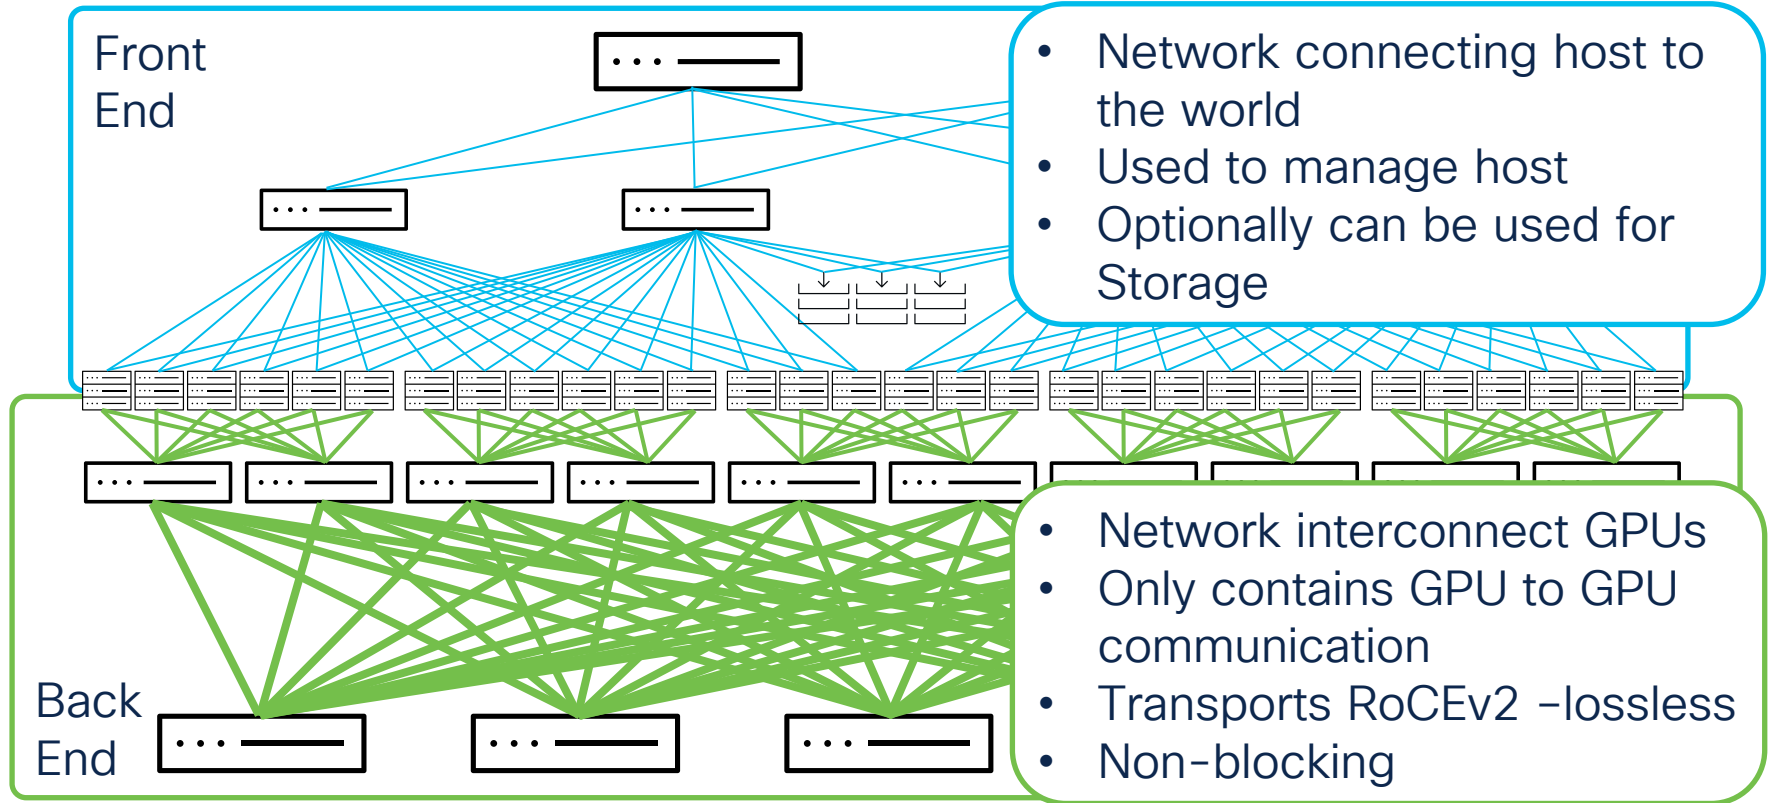 Front
End
• Network connecting host to
the world
• Used to manage host
• Optionally can be used for
Storage
• Network interconnect GPUs
• Only contains GPU to GPU
communication
• Transports RoCEv2 –lossless
• Non-blocking
Back
End